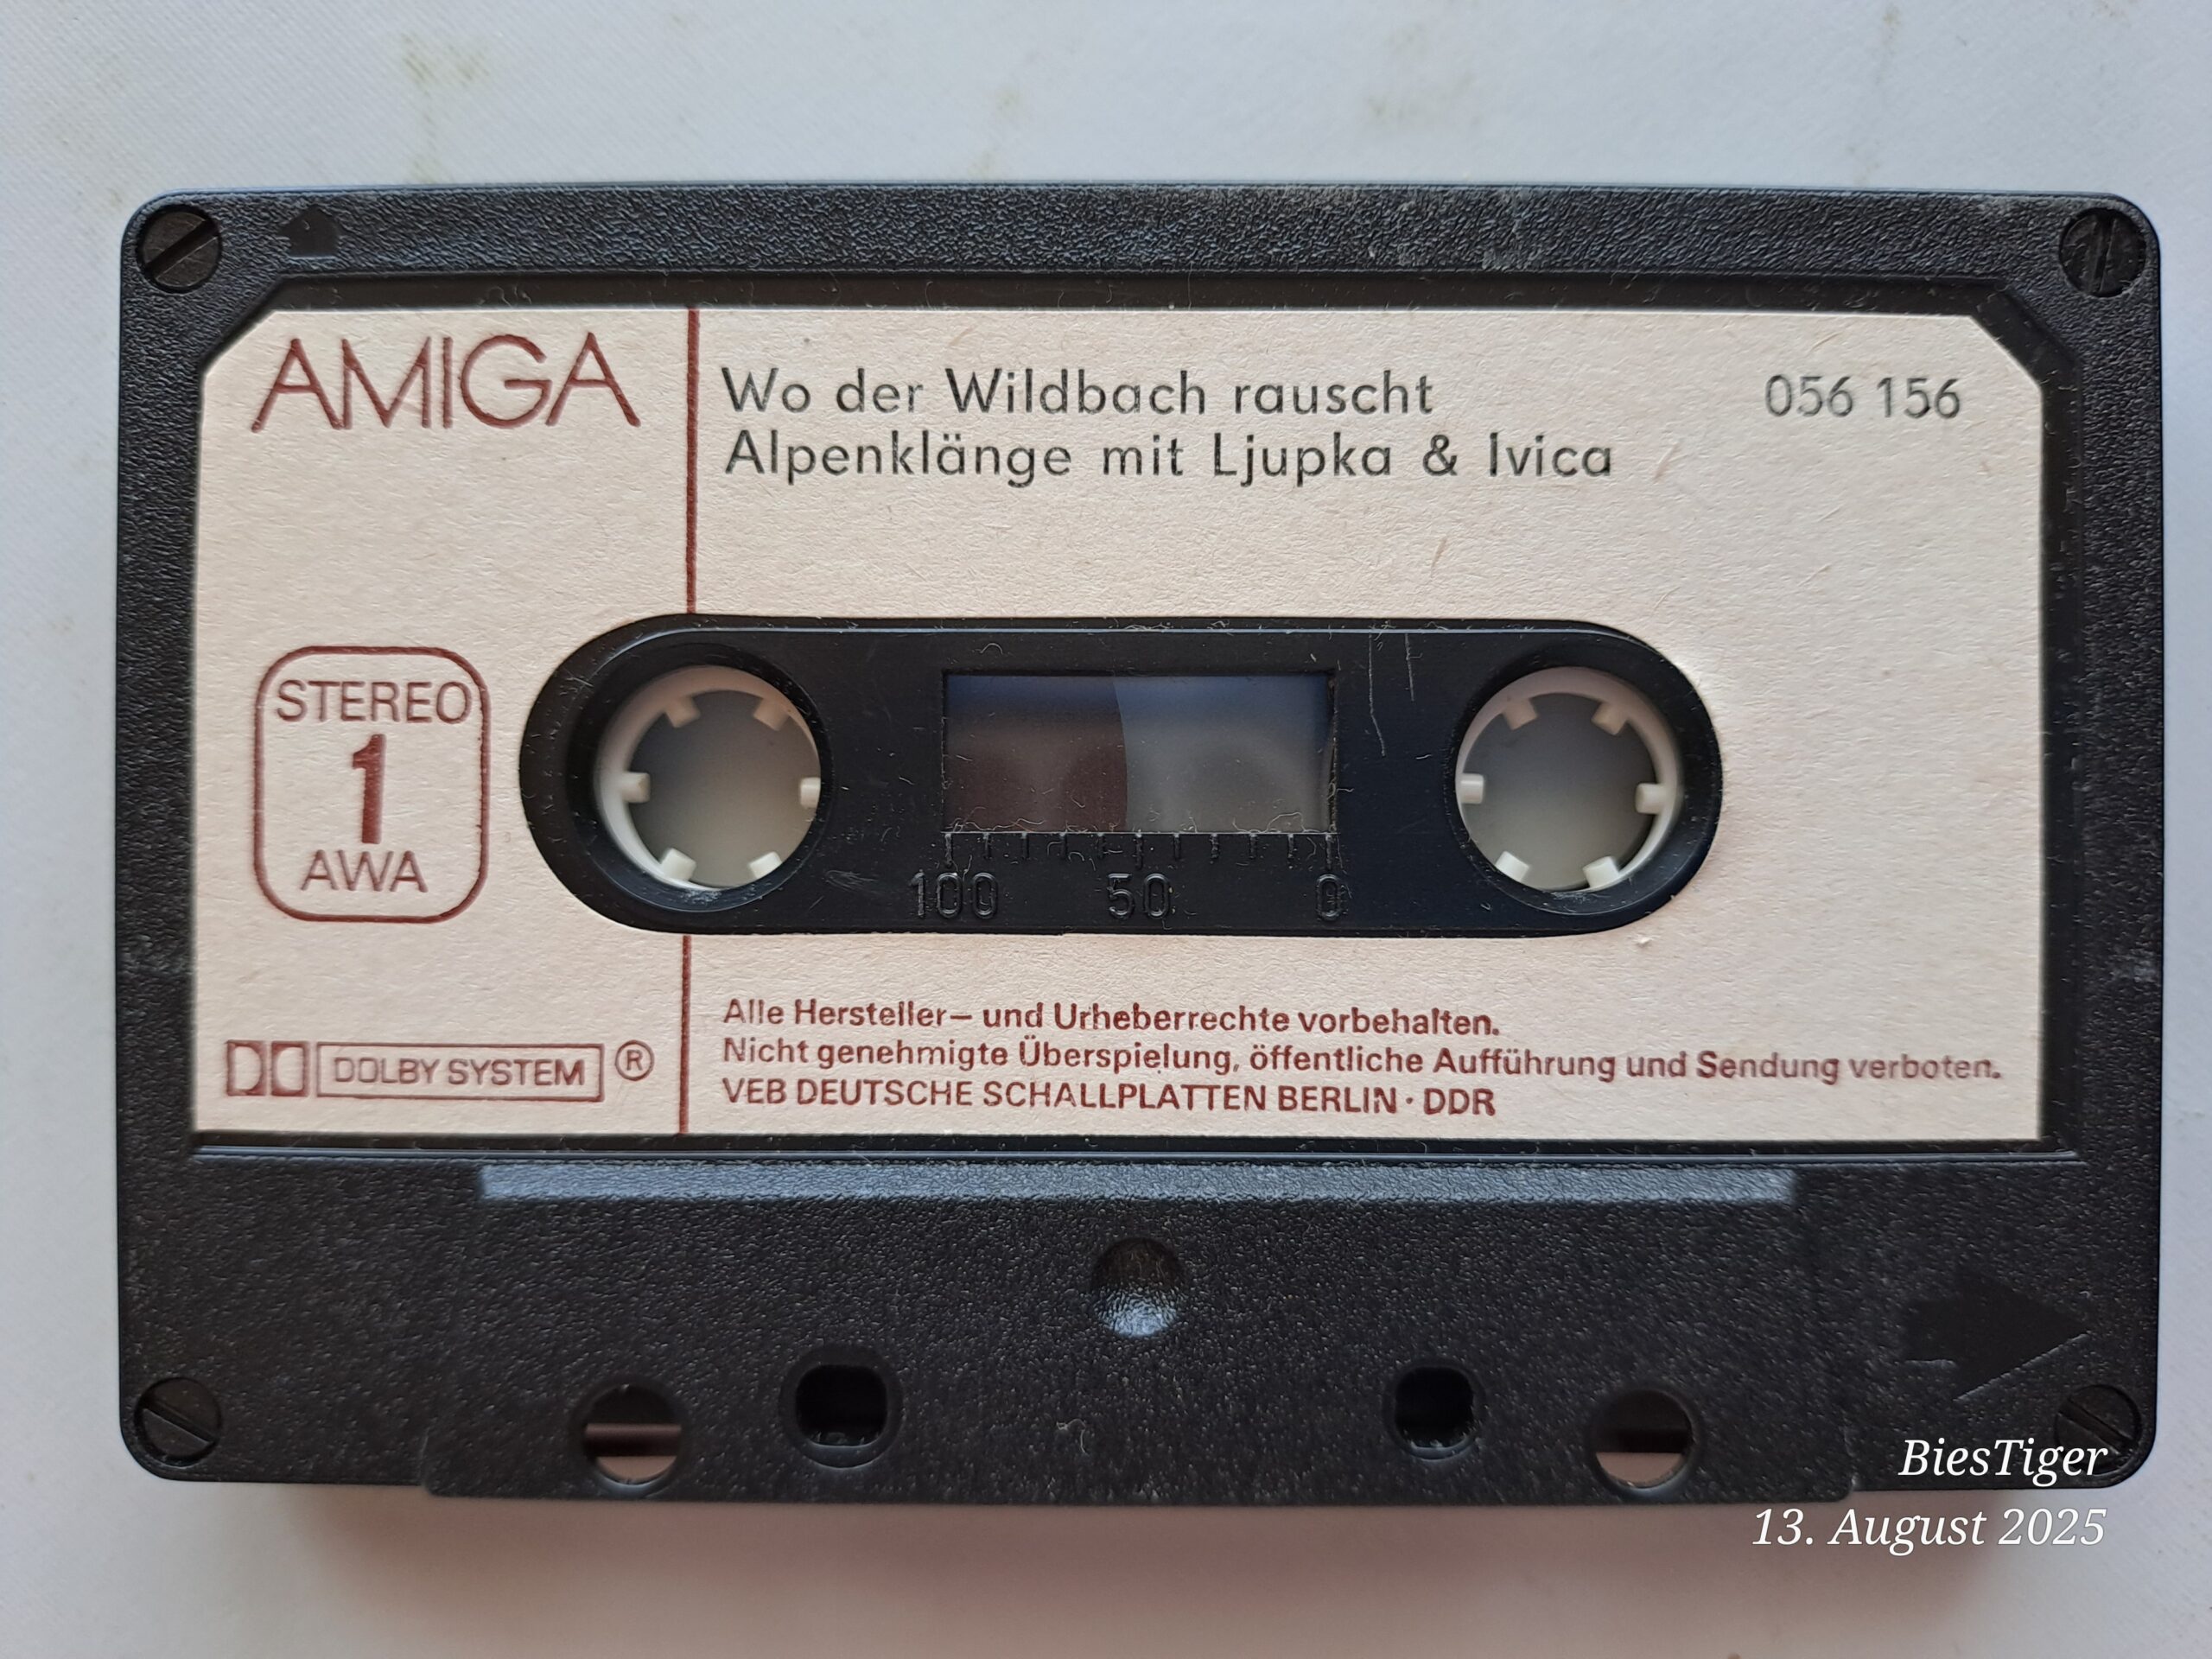 AMIGA
Wo der Wildbach rauscht
Alpenklänge mit Ljupka & Ivica
056 156
STEREO
1
AWA
100 50 0
DOLBY SYSTEM ®
Alle Hersteller- und Urheberrechte vorbehalten.
Nicht genehmigte Überspielung, öffentliche Aufführung und Sendung verboten.
VEB DEUTSCHE SCHALLPLATTEN BERLIN · DDR
BiesTiger
13. August 2025